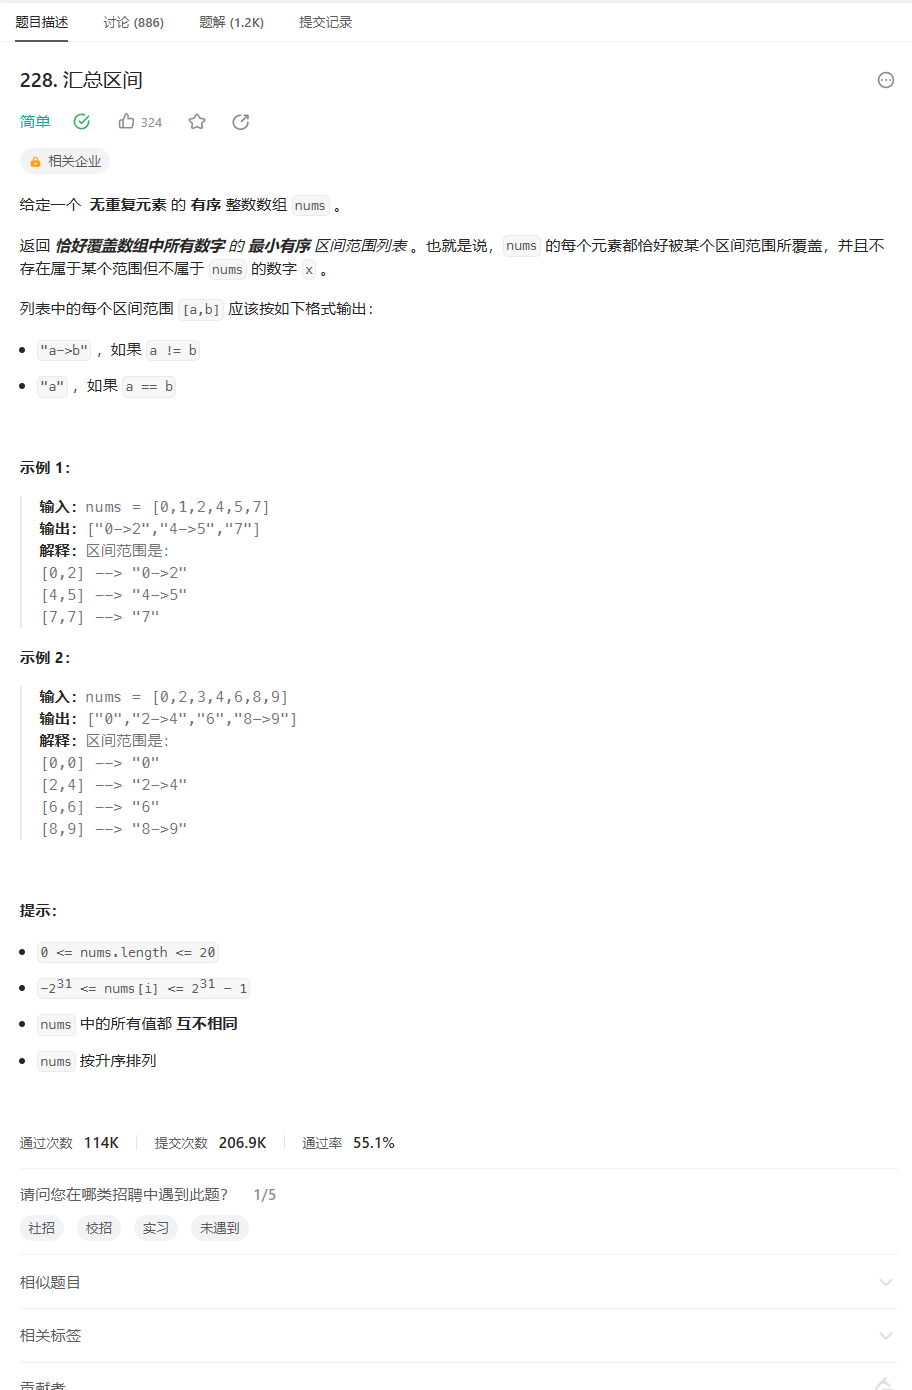 题目描述 讨论 (886) 题解 (1.2K) 提交记录
228. 汇总区间
简单 324
相关企业
给定一个 无重复元素 的 有序 整数数组 nums 。
返回 恰好覆盖数组中所有数字 的 最小有序 区间范围列表 。也就是说，nums 的每个元素都恰好被某个区间范围所覆盖，并且不
存在属于某个范围但不属于 nums 的数字 x 。
列表中的每个区间范围 [a,b] 应该按如下格式输出：
"a->b" ，如果 a != b
"a" ，如果 a == b
示例 1：
输入：nums = [0,1,2,4,5,7]
输出：["0->2","4->5","7"]
解释：区间范围是：
[0,2] --> "0->2"
[4,5] --> "4->5"
[7,7] --> "7"
示例 2：
输入：nums = [0,2,3,4,6,8,9]
输出：["0","2->4","6","8->9"]
解释：区间范围是：
[0,0] --> "0"
[2,4] --> "2->4"
[6,6] --> "6"
[8,9] --> "8->9"
提示：
0 <= nums.length <= 20
-2^31 <= nums[i] <= 2^31 - 1
nums 中的所有值都 互不相同
nums 按升序排列
通过次数 114K 提交次数 206.9K 通过率 55.1%
请问您在哪类招聘中遇到此题？ 1/5
社招 校招 实习 未遇到
相似题目
相关标签
贡献者